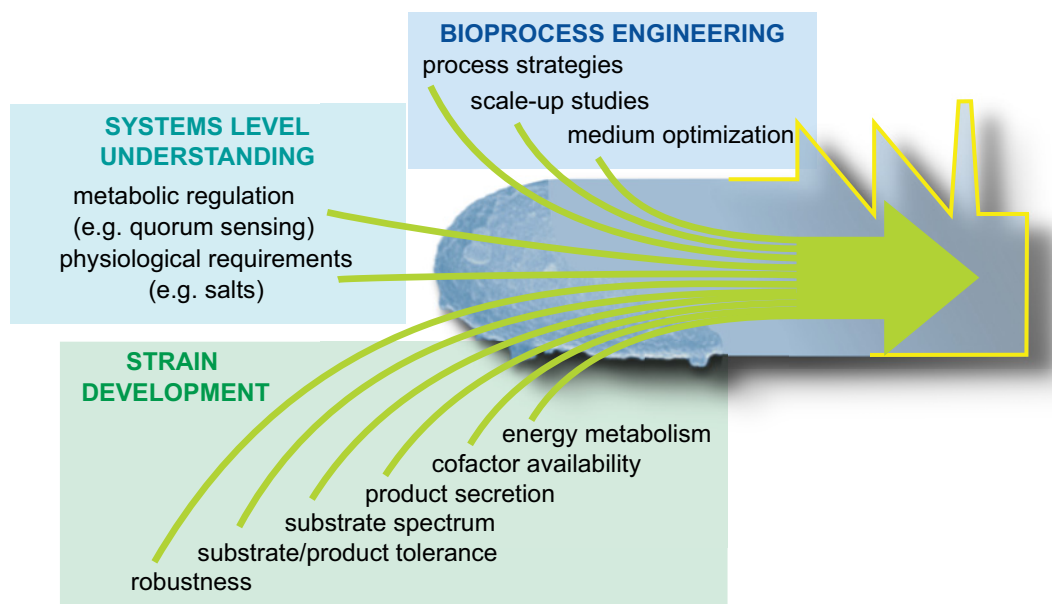 BIOPROCESS ENGINEERING
process strategies
scale-up studies
medium optimization
SYSTEMS LEVEL
UNDERSTANDING
metabolic regulation
(e.g. quorum sensing)
physiological requirements
(e.g. salts)
STRAIN
DEVELOPMENT
energy metabolism
cofactor availability
product secretion
substrate spectrum
substrate/product tolerance
robustness